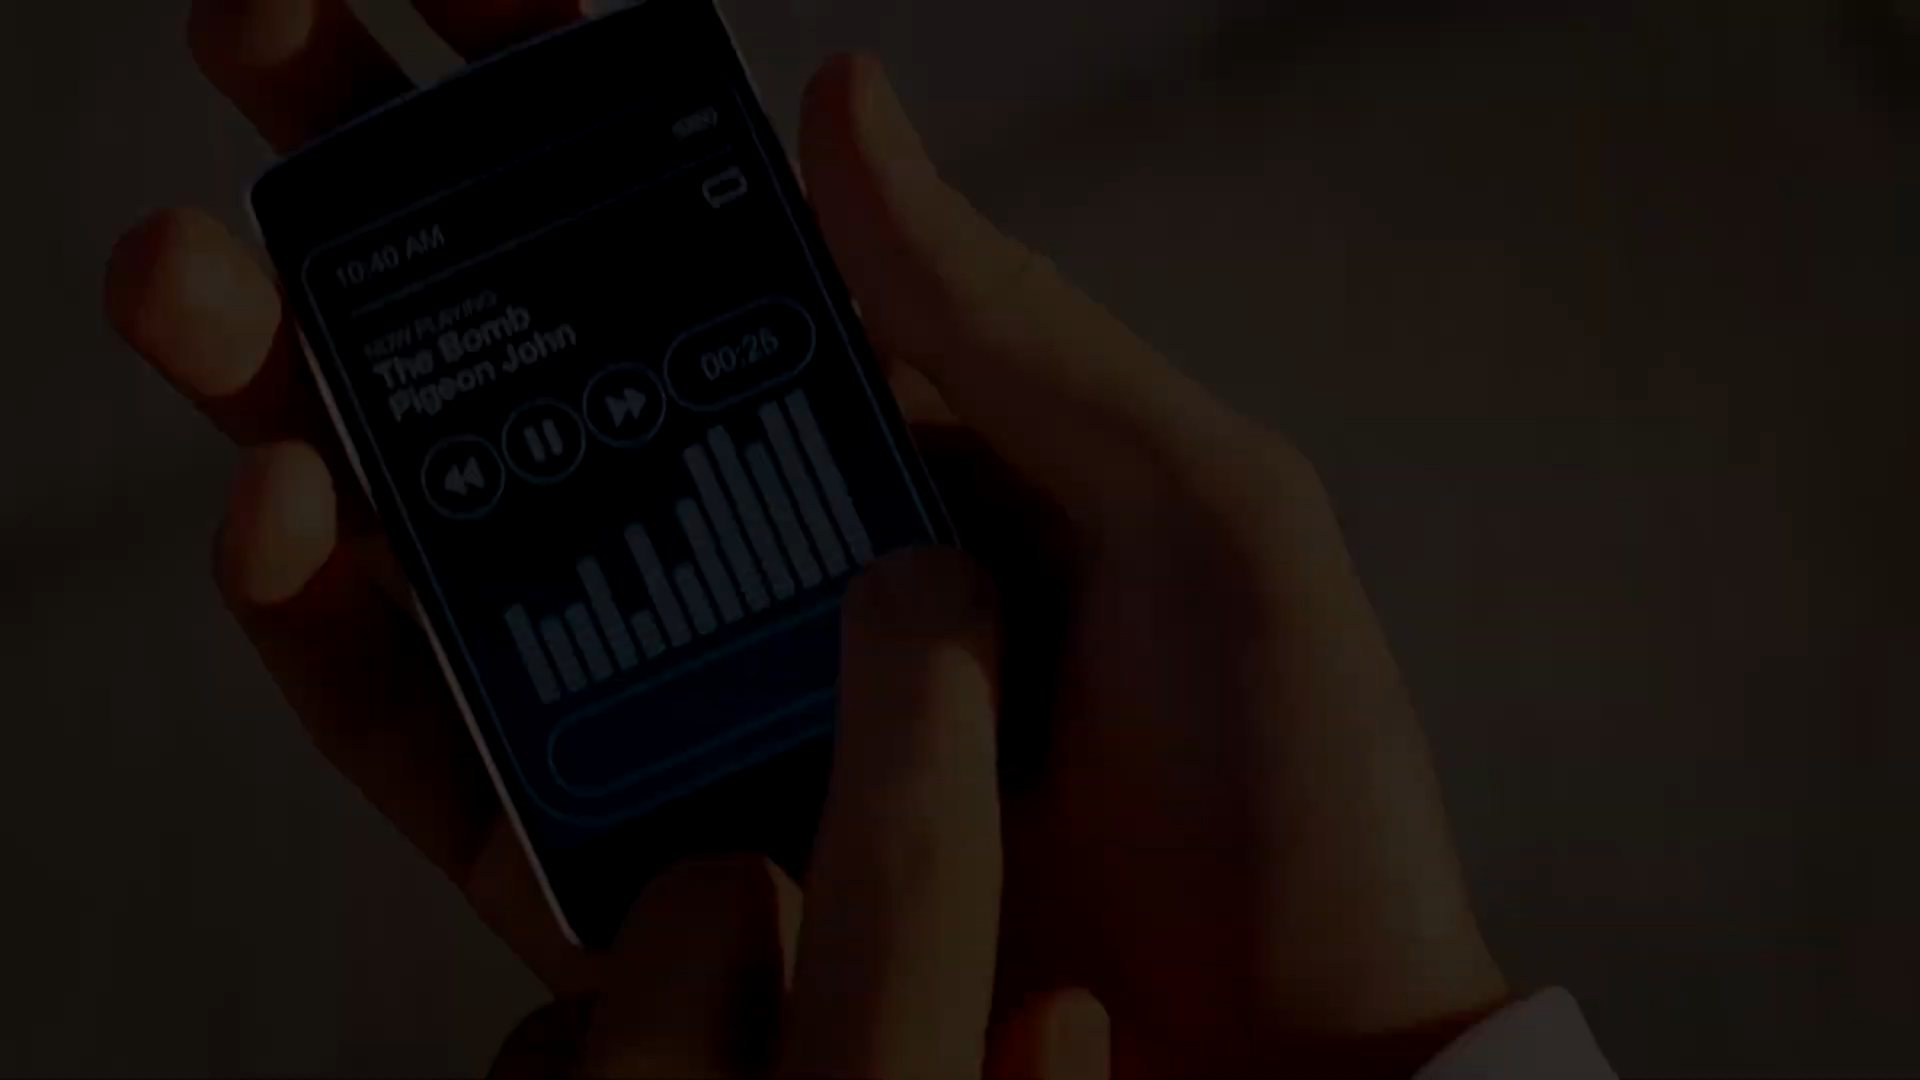 10:40 AM
NOW PLAYING
The Bomb
Pigeon John
00:26